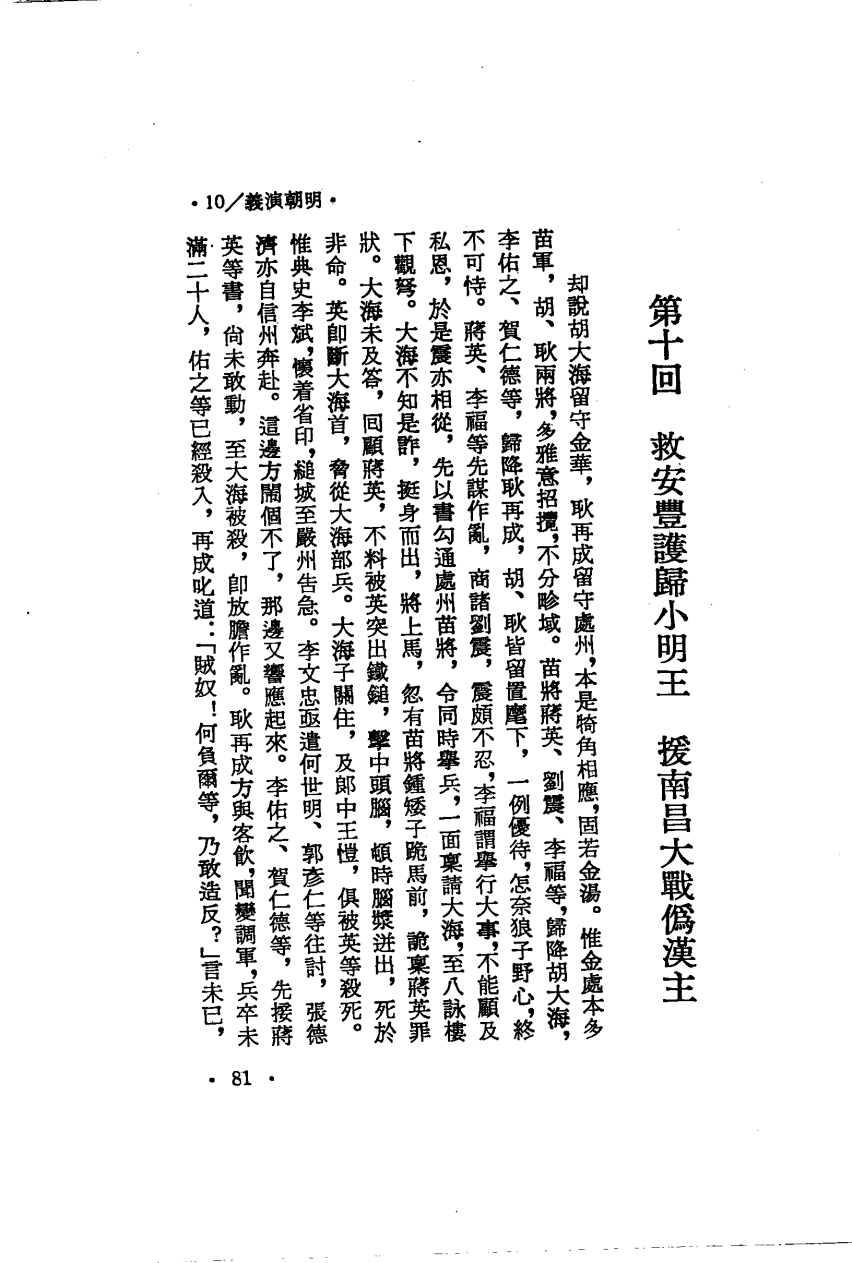 ·10/義演朝明·
第十回　救安豐護歸小明王　援南昌大戰僞漢主
却說胡大海留守金華，耿再成留守處州，本是犄角相應，固若金湯。惟金處本多
苗軍，胡、耿兩將，多雅意招攬，不分畛域。苗將蔣英、劉震、李福等，歸降胡大海，
李佑之、賀仁德等，歸降耿再成，胡、耿皆留置麾下，一例優待，怎奈狼子野心，終
不可恃。蔣英、李福等先謀作亂，商諸劉震，震頗不忍，李福謂舉行大事，不能顧及
私恩，於是震亦相從，先以書勾通處州苗將，令同時舉兵，一面稟請大海，至八詠樓
下觀弩。大海不知是詐，挺身而出，將上馬，忽有苗將鍾矮子跪馬前，詭稟蔣英罪
狀。大海未及答，回顧蔣英，不料被英突出鐵鎚，擊中頭腦，頓時腦漿迸出，死於
非命。英卽斷大海首，脅從大海部兵。大海子關住，及郎中王愷，俱被英等殺死。
惟典史李斌，懷着省印，縋城至嚴州告急。李文忠亟遣何世明、郭彥仁等往討，張德
濟亦自信州奔赴。這邊方鬧個不了，那邊又響應起來。李佑之、賀仁德等，先接蔣
英等書，尙未敢動，至大海被殺，卽放膽作亂。耿再成方與客飲，聞變調軍，兵卒未
滿二十人，佑之等已經殺入，再成叱道：「賊奴！何負爾等，乃敢造反？」言未已，
·81·